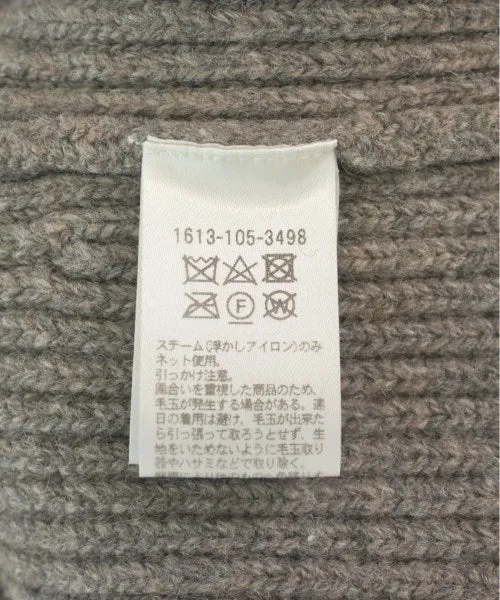 1613-105-3498
F
W
スチーム(浮かしアイロン)のみ
ネット使用。
引っかけ注意。
風合いを重視した商品のため、
毛玉が発生する場合がある。連
日の着用は避け、毛玉が出来た
ら引っ張って取ろうとせず、生
地をいためないように毛玉取り
器やハサミなどで取り除く。